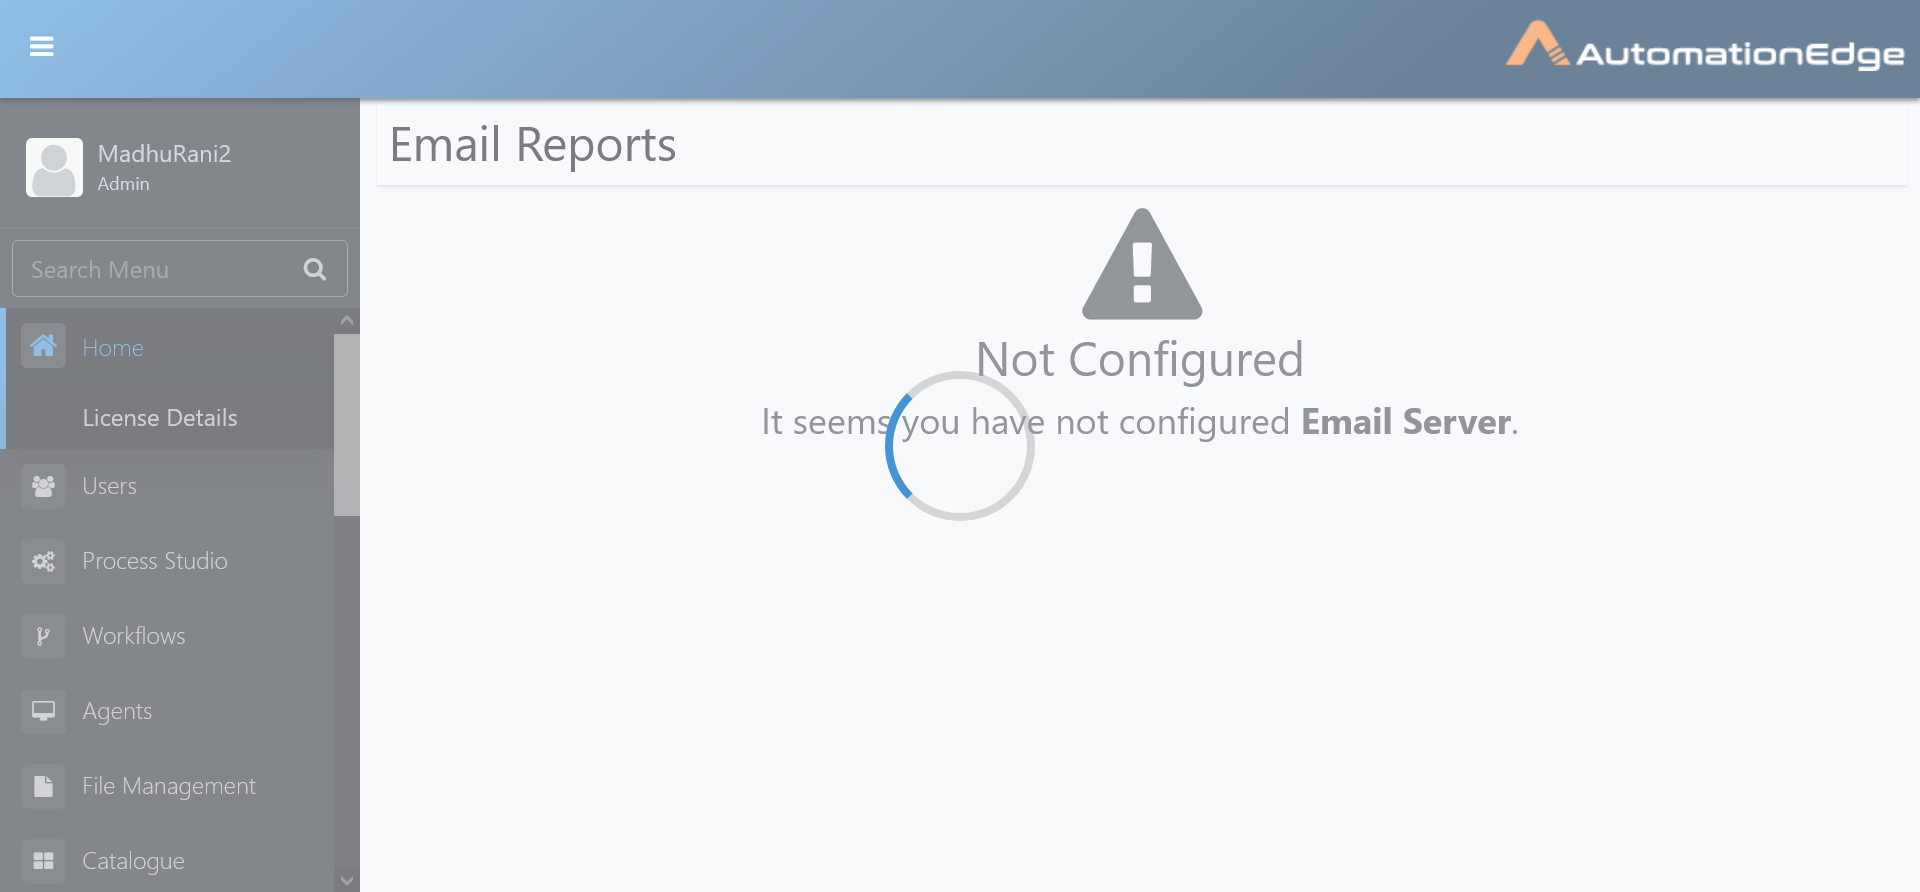 AutomationEdge
MadhuRani2
Admin
Search Menu
Home
License Details
Users
Process Studio
Workflows
Agents
File Management
Catalogue
Email Reports
Not Configured
It seems you have not configured Email Server.